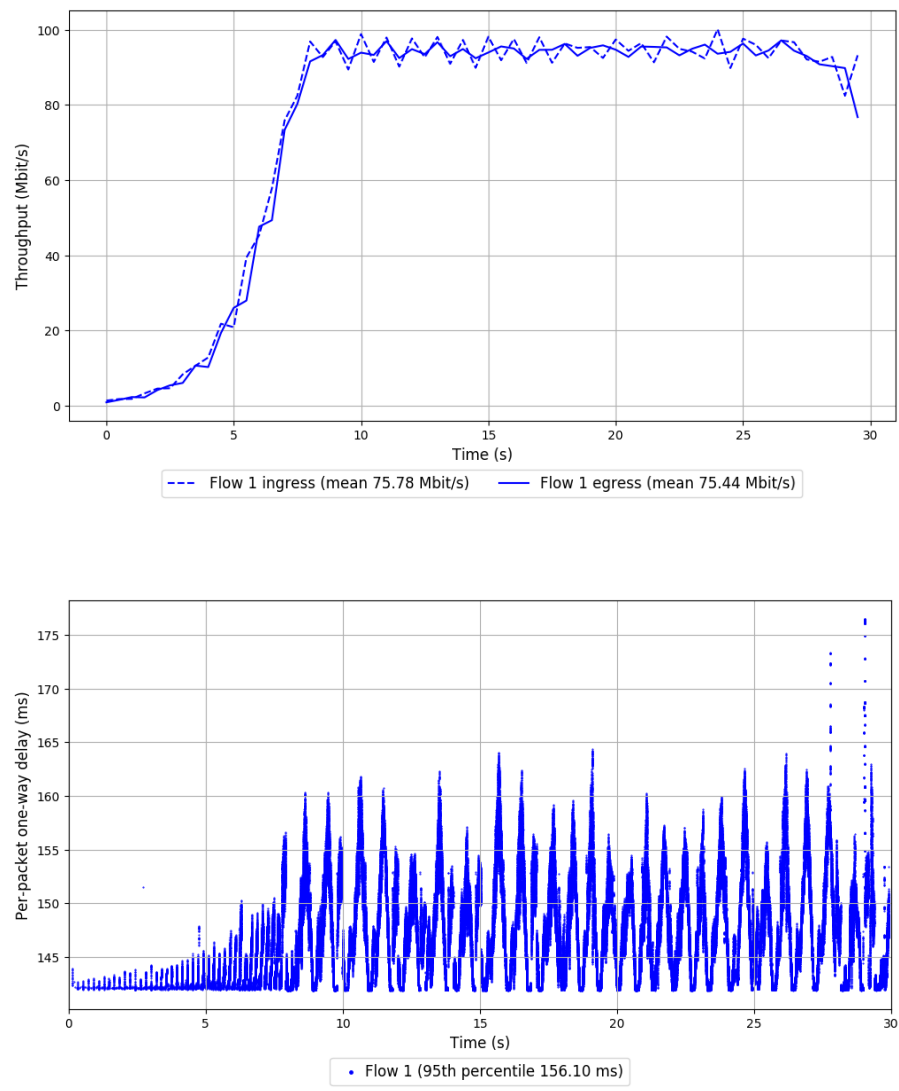 100
80
60
40
20
0
Throughput (Mbit/s)
0 5 10 15 20 25 30
Time (s)
Flow 1 ingress (mean 75.78 Mbit/s) Flow 1 egress (mean 75.44 Mbit/s)
175
170
165
160
155
150
145
Per-packet one-way delay (ms)
0 5 10 15 20 25 30
Time (s)
Flow 1 (95th percentile 156.10 ms)